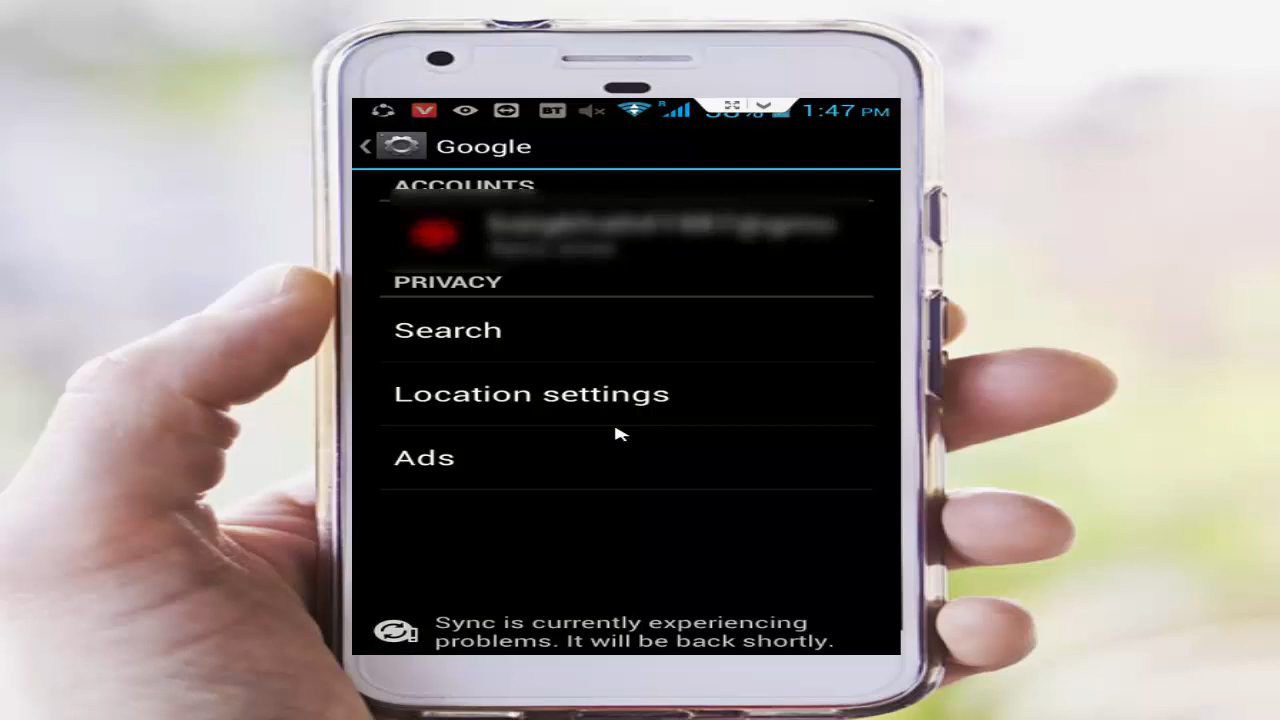 BT
R
1:47 PM
Google
ACCOUNTS
PRIVACY
Search
Location settings
Ads
Sync is currently experiencing
problems. It will be back shortly.